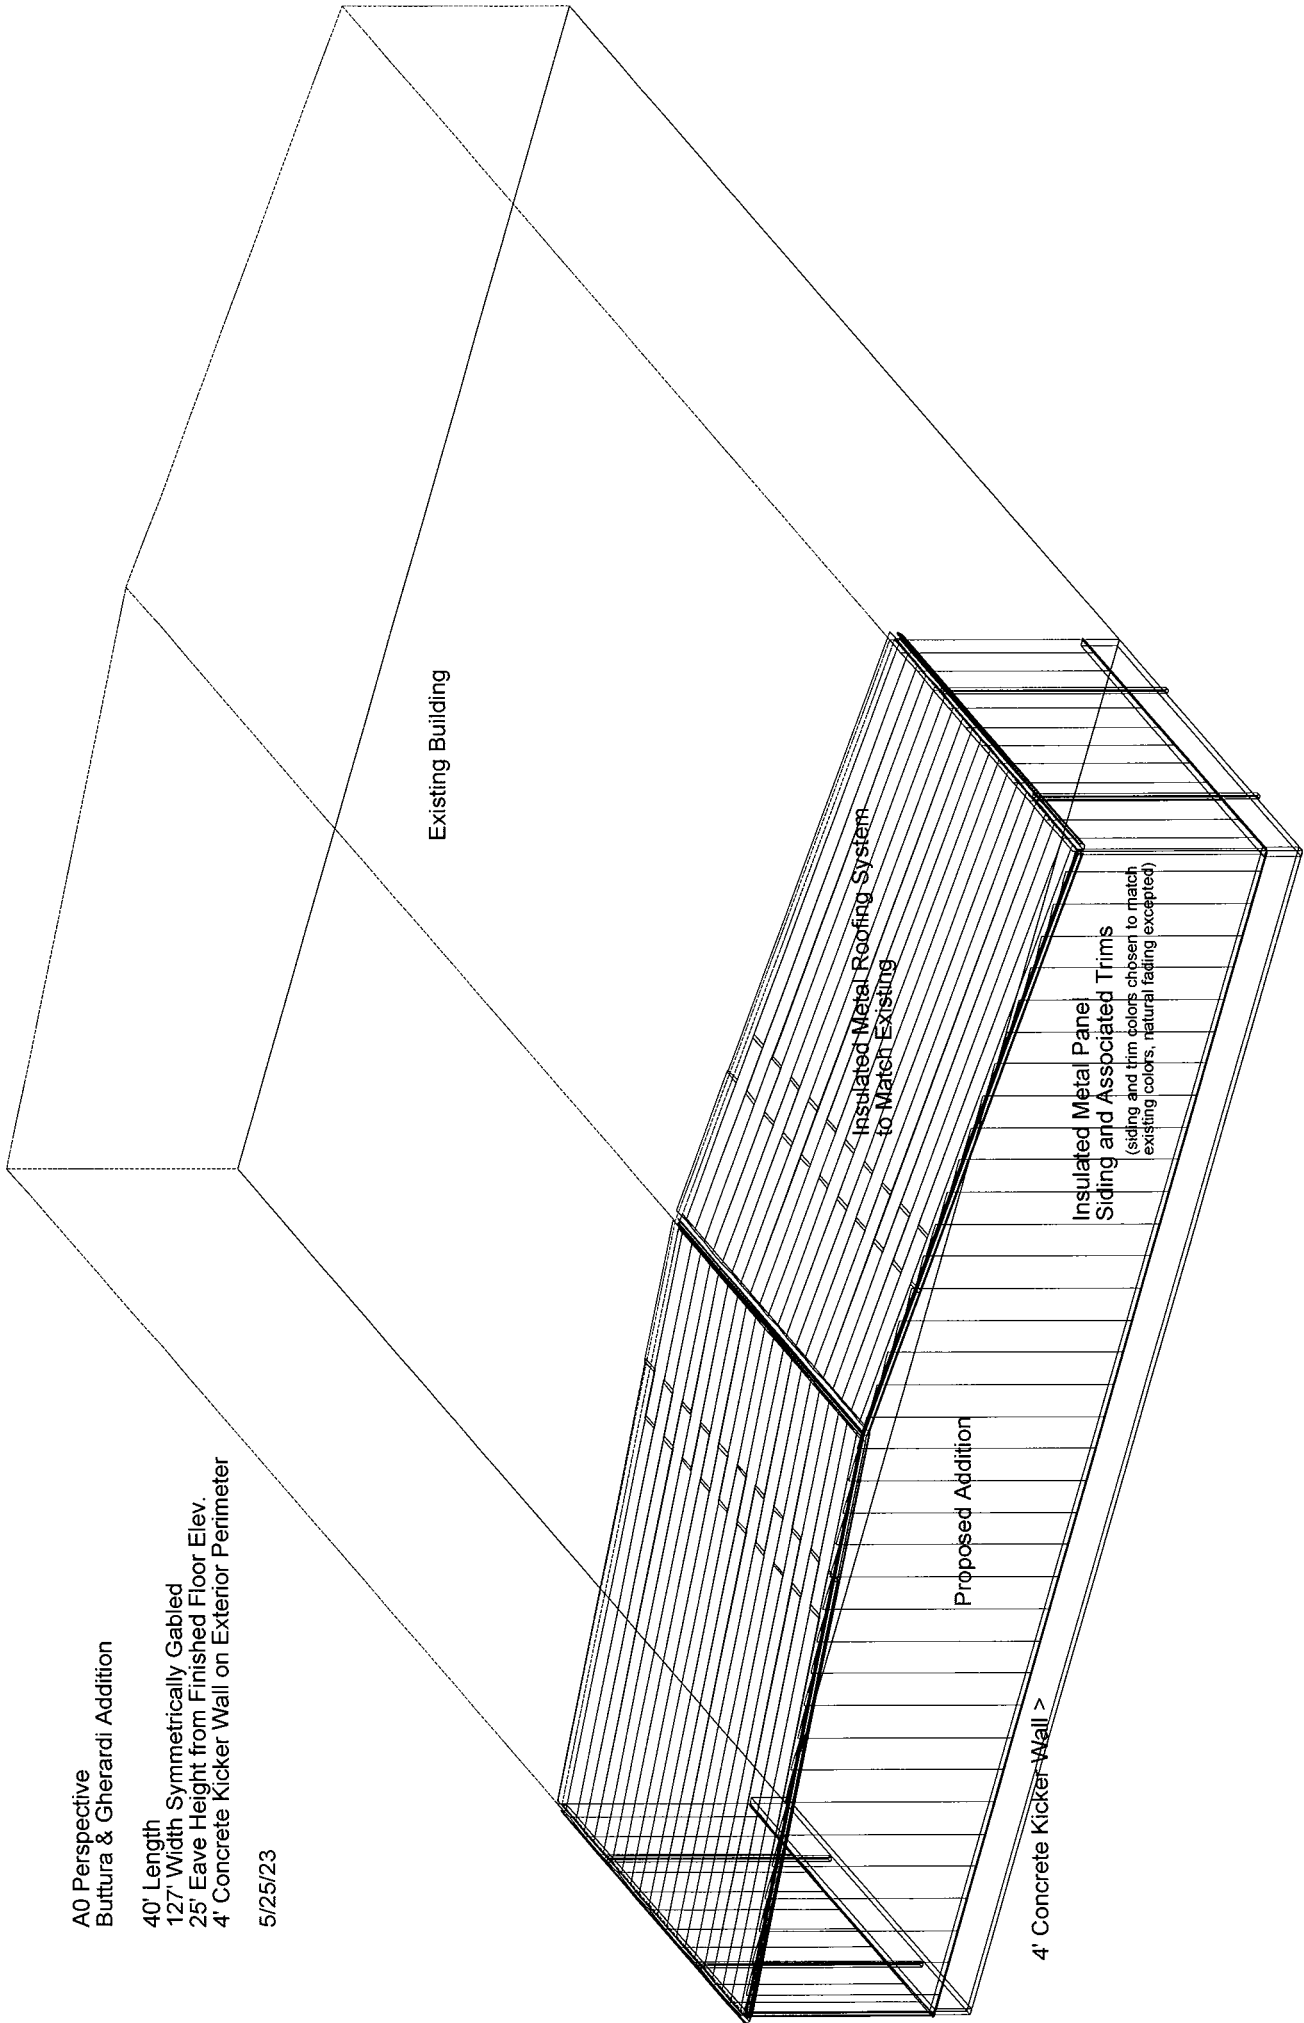 A0 Perspective
Buttura & Gherardi Addition
40' Length
127' Width Symmetrically Gabled
25' Eave Height from Finished Floor Elev.
4' Concrete Kicker Wall on Exterior Perimeter
5/25/23
Existing Building
Insulated Metal Roofing System
to Match Existing
Insulated Metal Panel
Siding and Associated Trims
(siding and trim colors chosen to match
existing colors, natural fading excepted)
Proposed Addition
4' Concrete Kicker Wall >